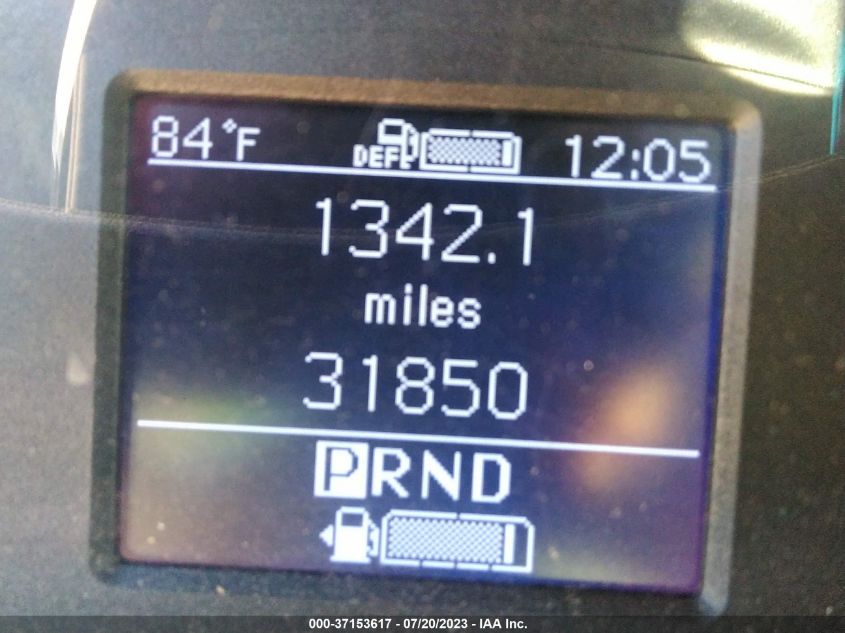 84°F DEF 12:05
1342.1
miles
31850
PRND
000-37153617 - 07/20/2023 - IAA Inc.